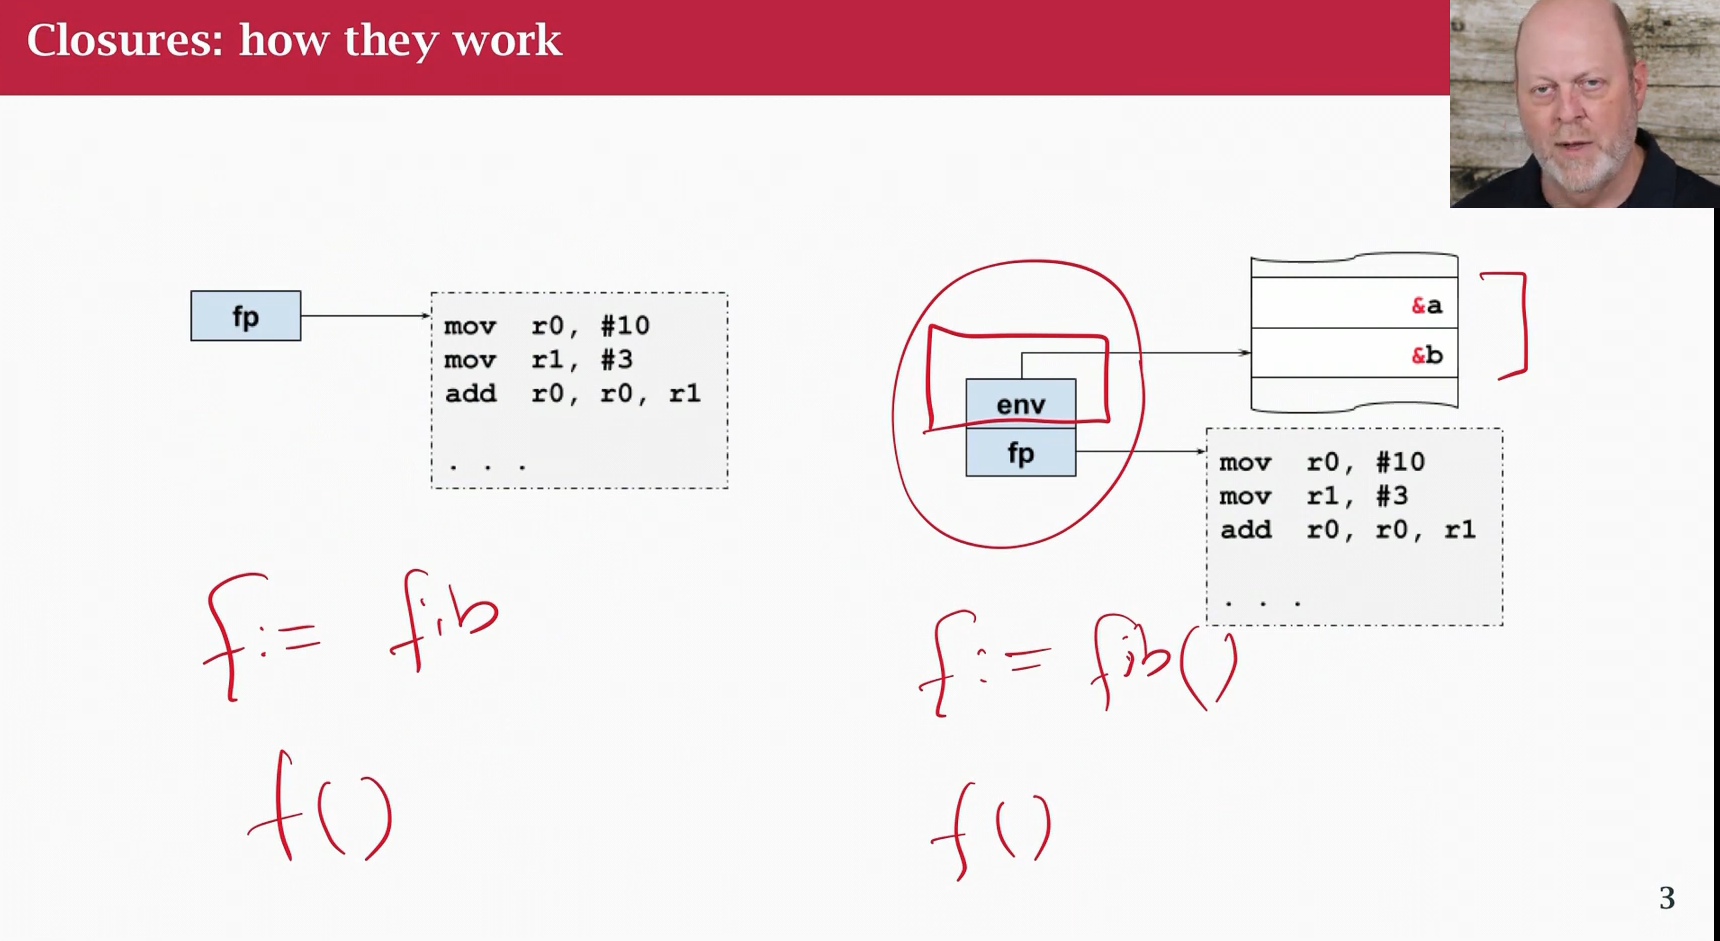 Closures: how they work
fp
mov r0, #10
mov r1, #3
add r0, r0, r1
. . .
f := fib
f()
&a
&b
env
fp
mov r0, #10
mov r1, #3
add r0, r0, r1
. . .
f := fib()
f()
3